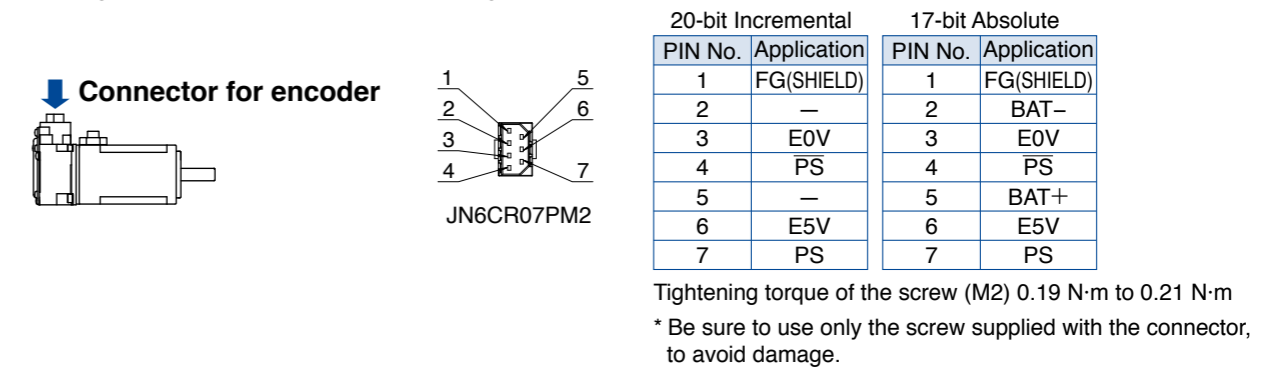 Connector for encoder
1 5
2 6
3
4 7
JN6CR07PM2
20-bit Incremental
PIN No. Application
1 FG(SHIELD)
2 —
3 E0V
4 P̅S̅
5 —
6 E5V
7 PS
17-bit Absolute
PIN No. Application
1 FG(SHIELD)
2 BAT−
3 E0V
4 P̅S̅
5 BAT+
6 E5V
7 PS
Tightening torque of the screw (M2) 0.19 N·m to 0.21 N·m
* Be sure to use only the screw supplied with the connector,
to avoid damage.